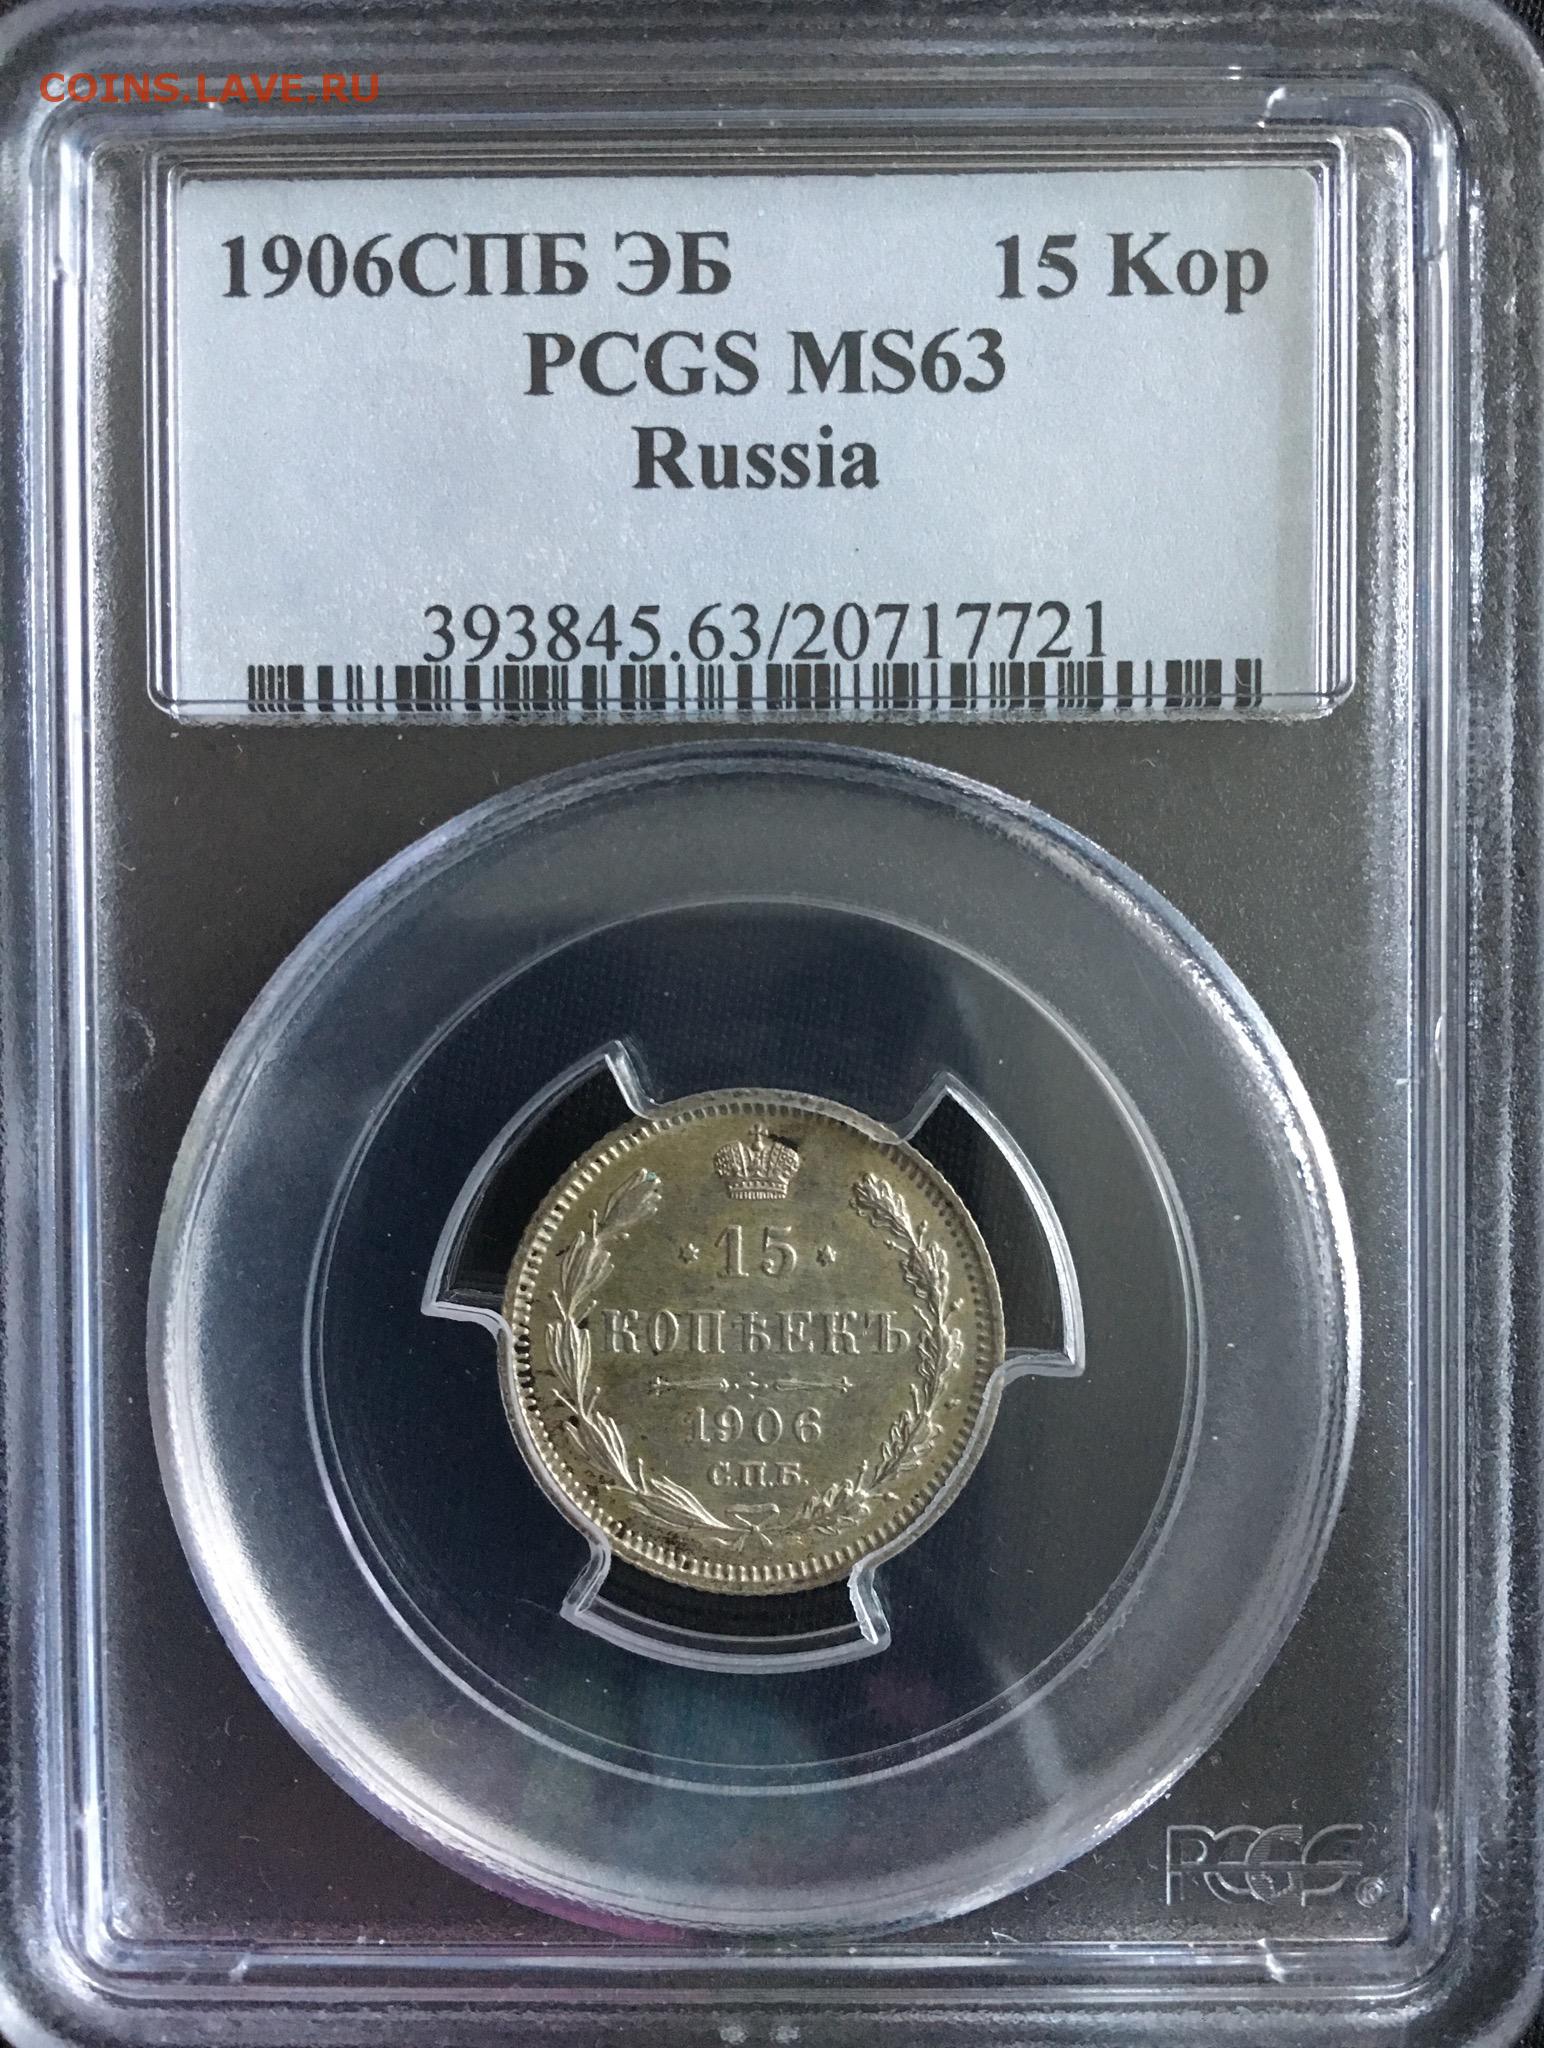 COINS.LAVE.RU
1906СПБ ЭБ 15 Kop
PCGS MS63
Russia
393845.63/20717721
* 15 *
КОПѢЕКЪ
1906
С.П.Б.
PCGS